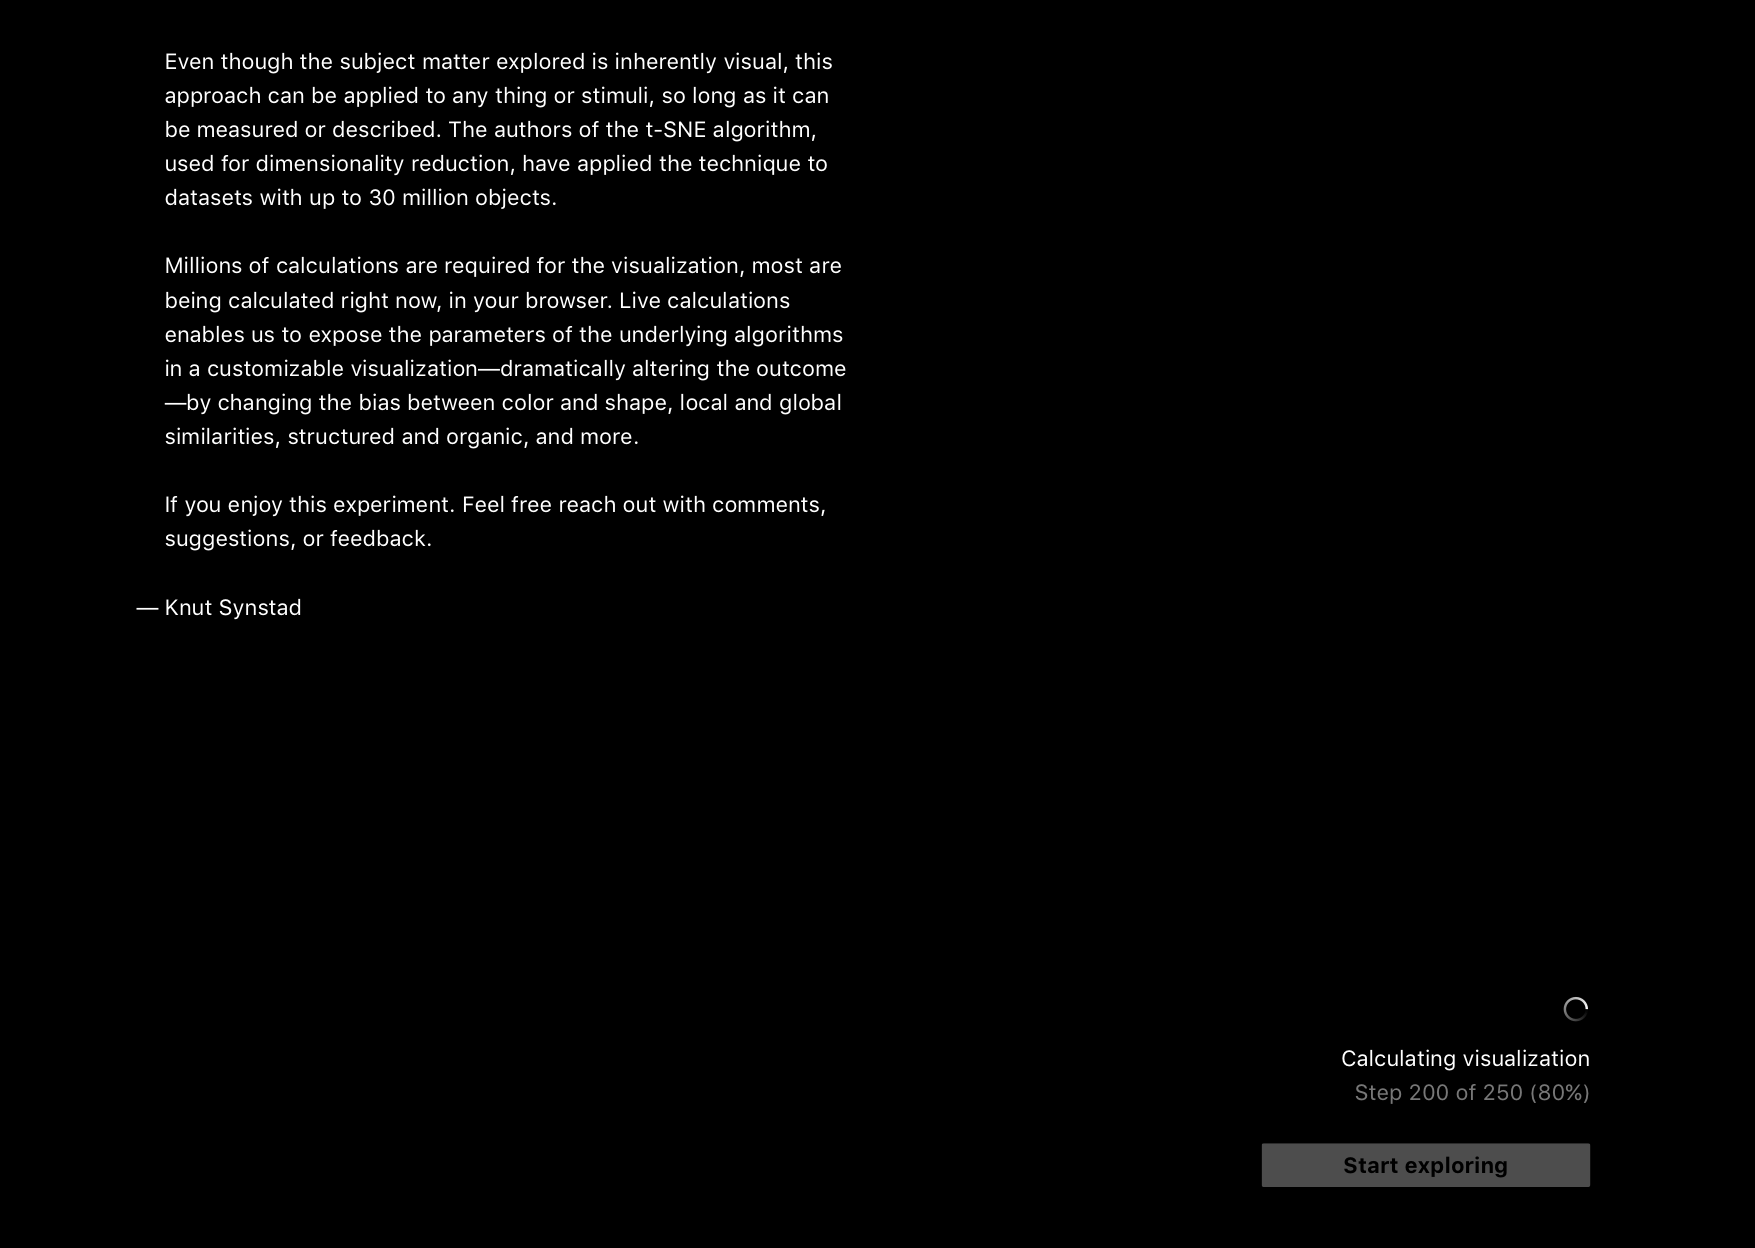 Even though the subject matter explored is inherently visual, this
approach can be applied to any thing or stimuli, so long as it can
be measured or described. The authors of the t-SNE algorithm,
used for dimensionality reduction, have applied the technique to
datasets with up to 30 million objects.
Millions of calculations are required for the visualization, most are
being calculated right now, in your browser. Live calculations
enables us to expose the parameters of the underlying algorithms
in a customizable visualization—dramatically altering the outcome
—by changing the bias between color and shape, local and global
similarities, structured and organic, and more.
If you enjoy this experiment. Feel free reach out with comments,
suggestions, or feedback.
— Knut Synstad
Calculating visualization
Step 200 of 250 (80%)
Start exploring